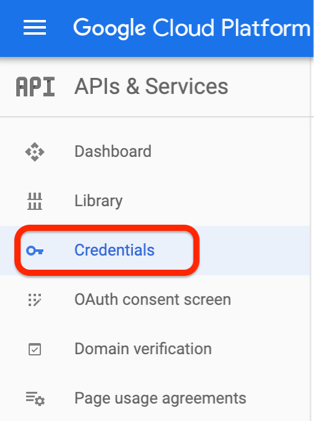 Google Cloud Platform
API APIs & Services
Dashboard
Library
Credentials
OAuth consent screen
Domain verification
Page usage agreements